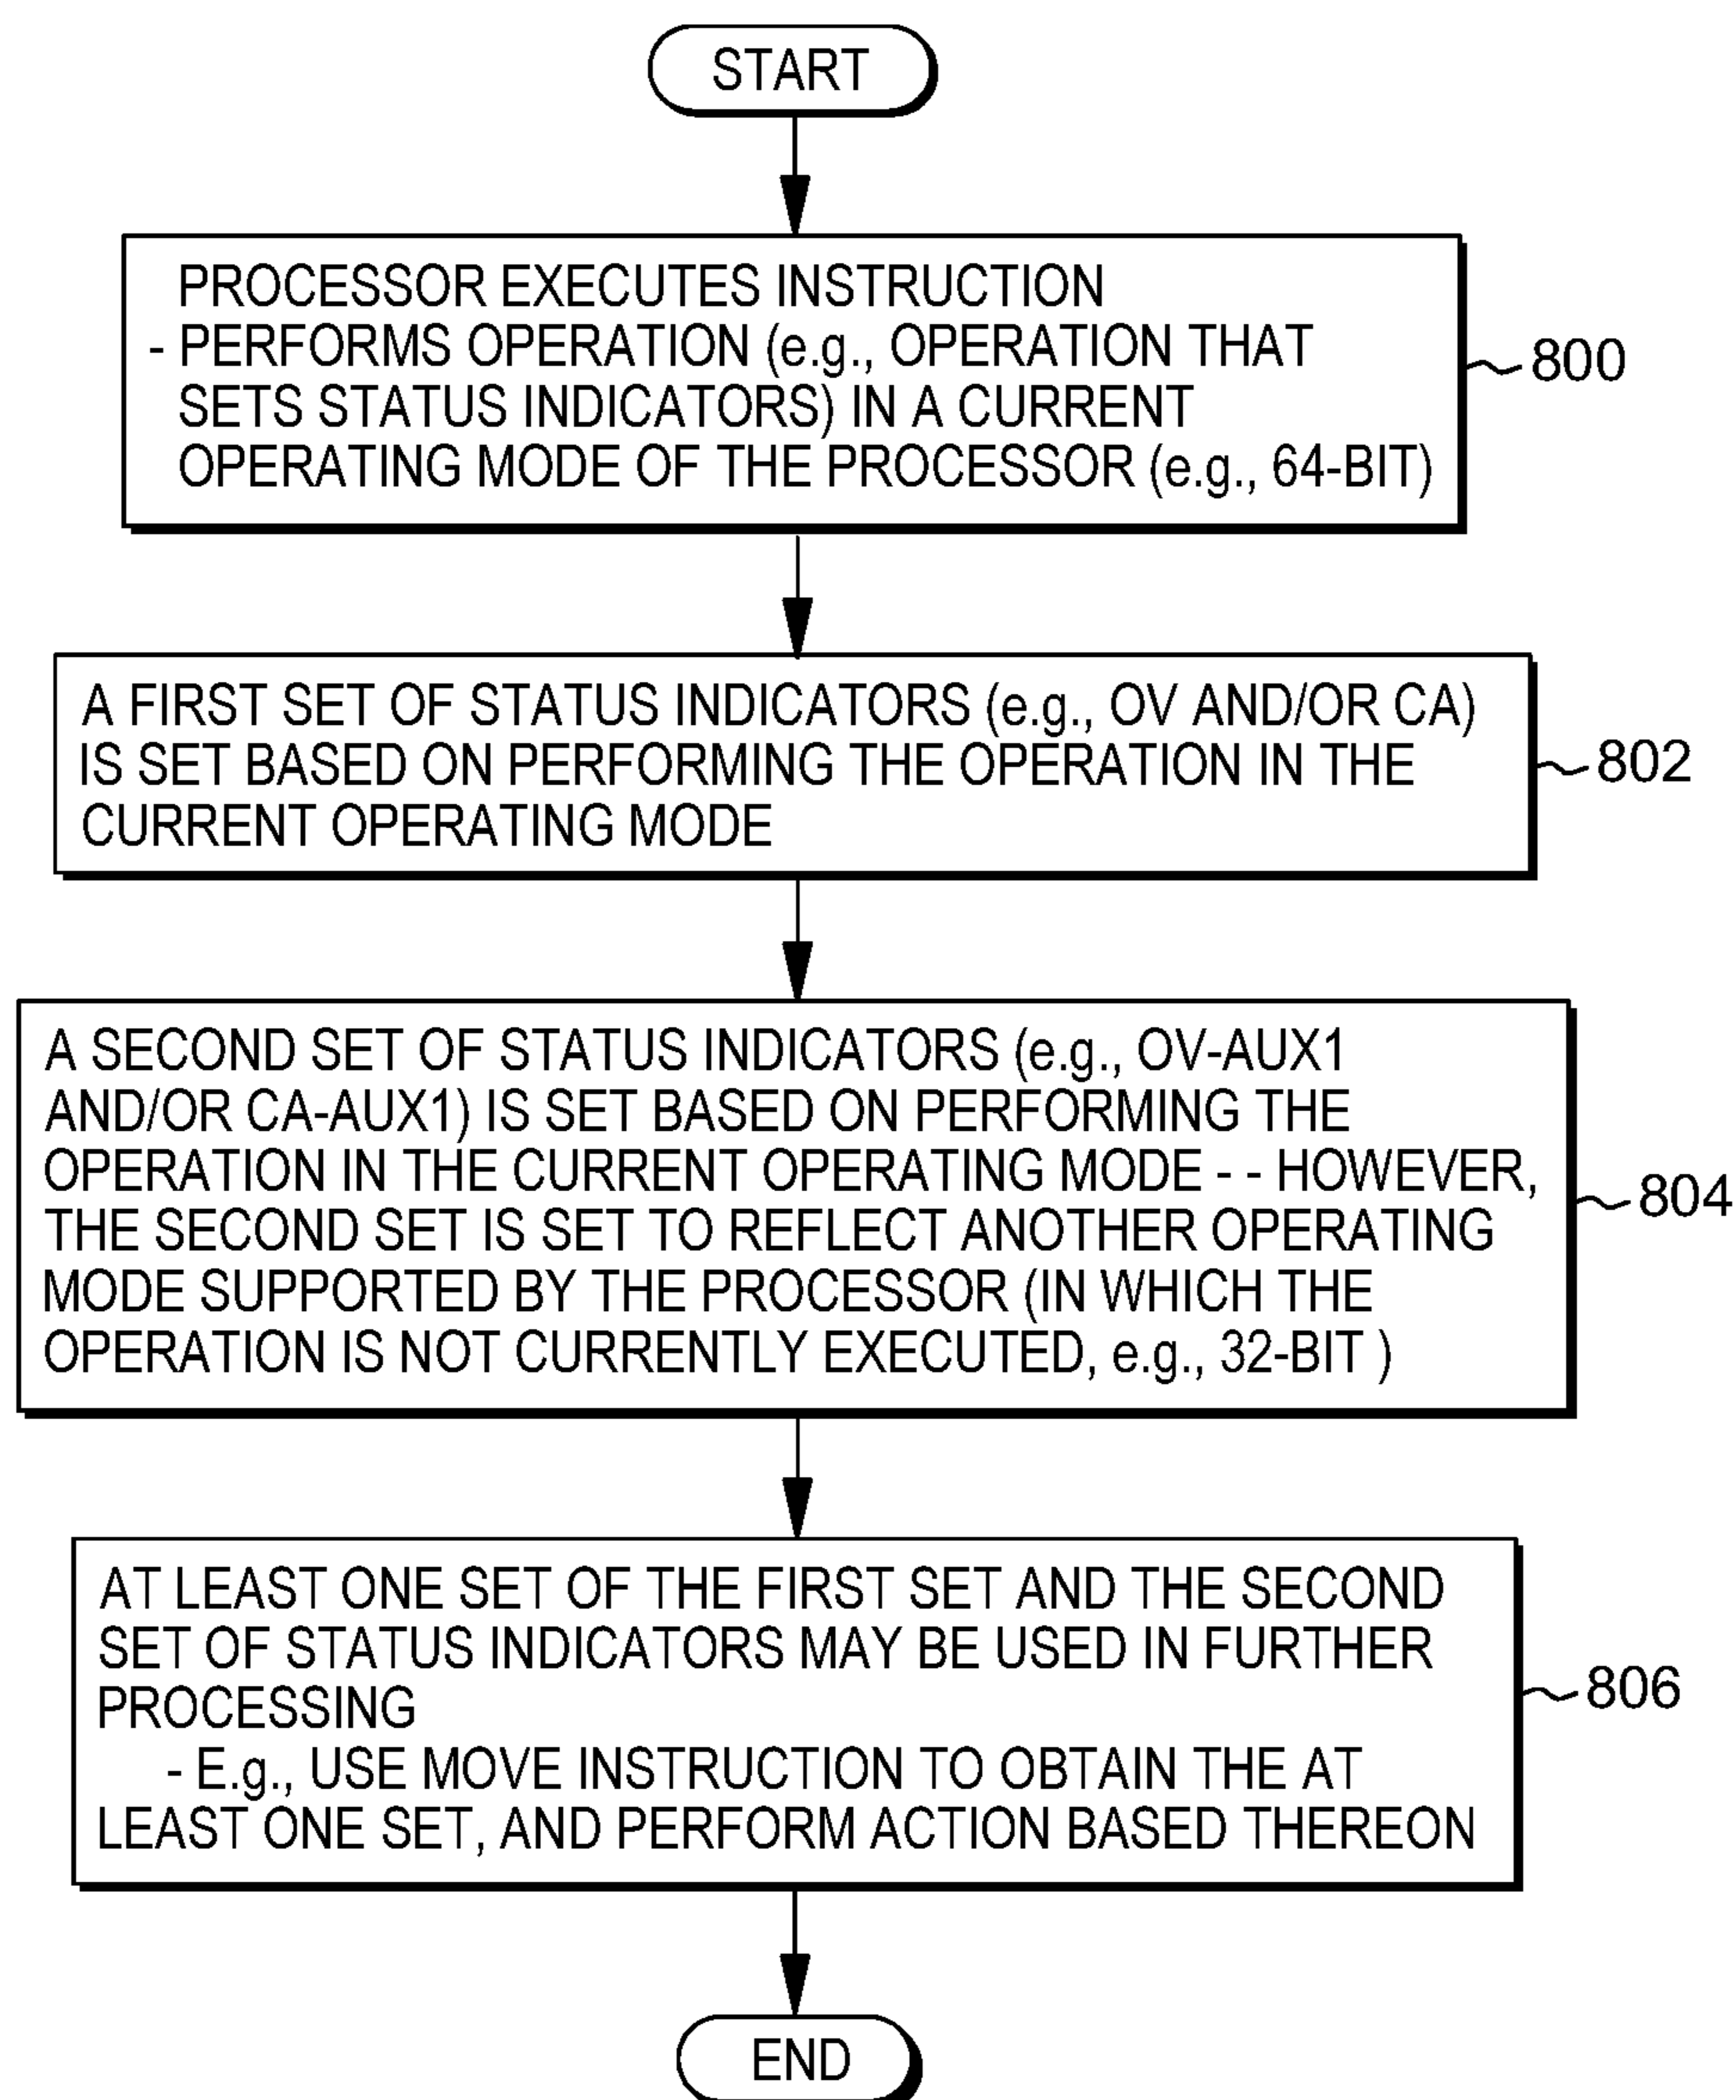 START
PROCESSOR EXECUTES INSTRUCTION
- PERFORMS OPERATION (e.g., OPERATION THAT
SETS STATUS INDICATORS) IN A CURRENT
OPERATING MODE OF THE PROCESSOR (e.g., 64-BIT)
800
A FIRST SET OF STATUS INDICATORS (e.g., OV AND/OR CA)
IS SET BASED ON PERFORMING THE OPERATION IN THE
CURRENT OPERATING MODE
802
A SECOND SET OF STATUS INDICATORS (e.g., OV-AUX1
AND/OR CA-AUX1) IS SET BASED ON PERFORMING THE
OPERATION IN THE CURRENT OPERATING MODE - - HOWEVER,
THE SECOND SET IS SET TO REFLECT ANOTHER OPERATING
MODE SUPPORTED BY THE PROCESSOR (IN WHICH THE
OPERATION IS NOT CURRENTLY EXECUTED, e.g., 32-BIT )
804
AT LEAST ONE SET OF THE FIRST SET AND THE SECOND
SET OF STATUS INDICATORS MAY BE USED IN FURTHER
PROCESSING
- E.g., USE MOVE INSTRUCTION TO OBTAIN THE AT
LEAST ONE SET, AND PERFORM ACTION BASED THEREON
806
END